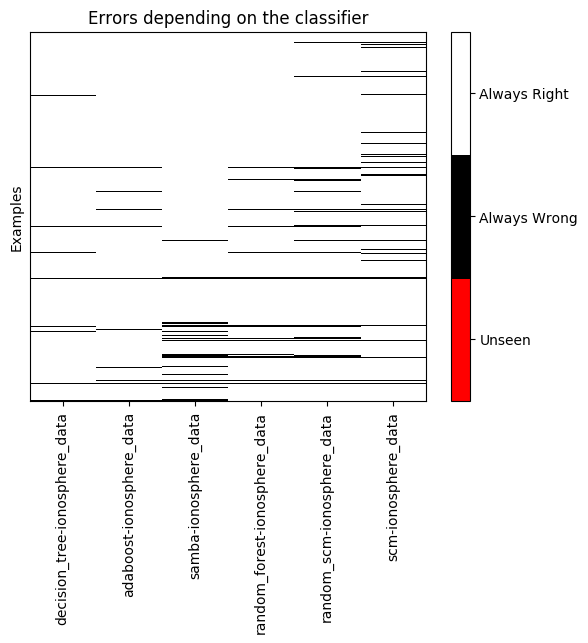 Errors depending on the classifier
Examples
Always Right
Always Wrong
Unseen
decision_tree-ionosphere_data
adaboost-ionosphere_data
samba-ionosphere_data
random_forest-ionosphere_data
random_scm-ionosphere_data
scm-ionosphere_data